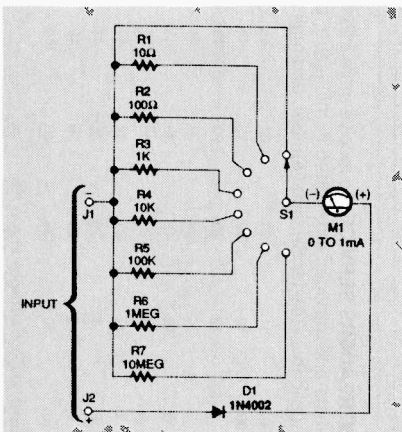 R1
10Ω
R2
100Ω
R3
1K
R4
10K
R5
100K
R6
1MEG
R7
10MEG
−
J1
INPUT
J2
+
S1
(−)
(+)
M1
0 TO 1mA
D1
1N4002